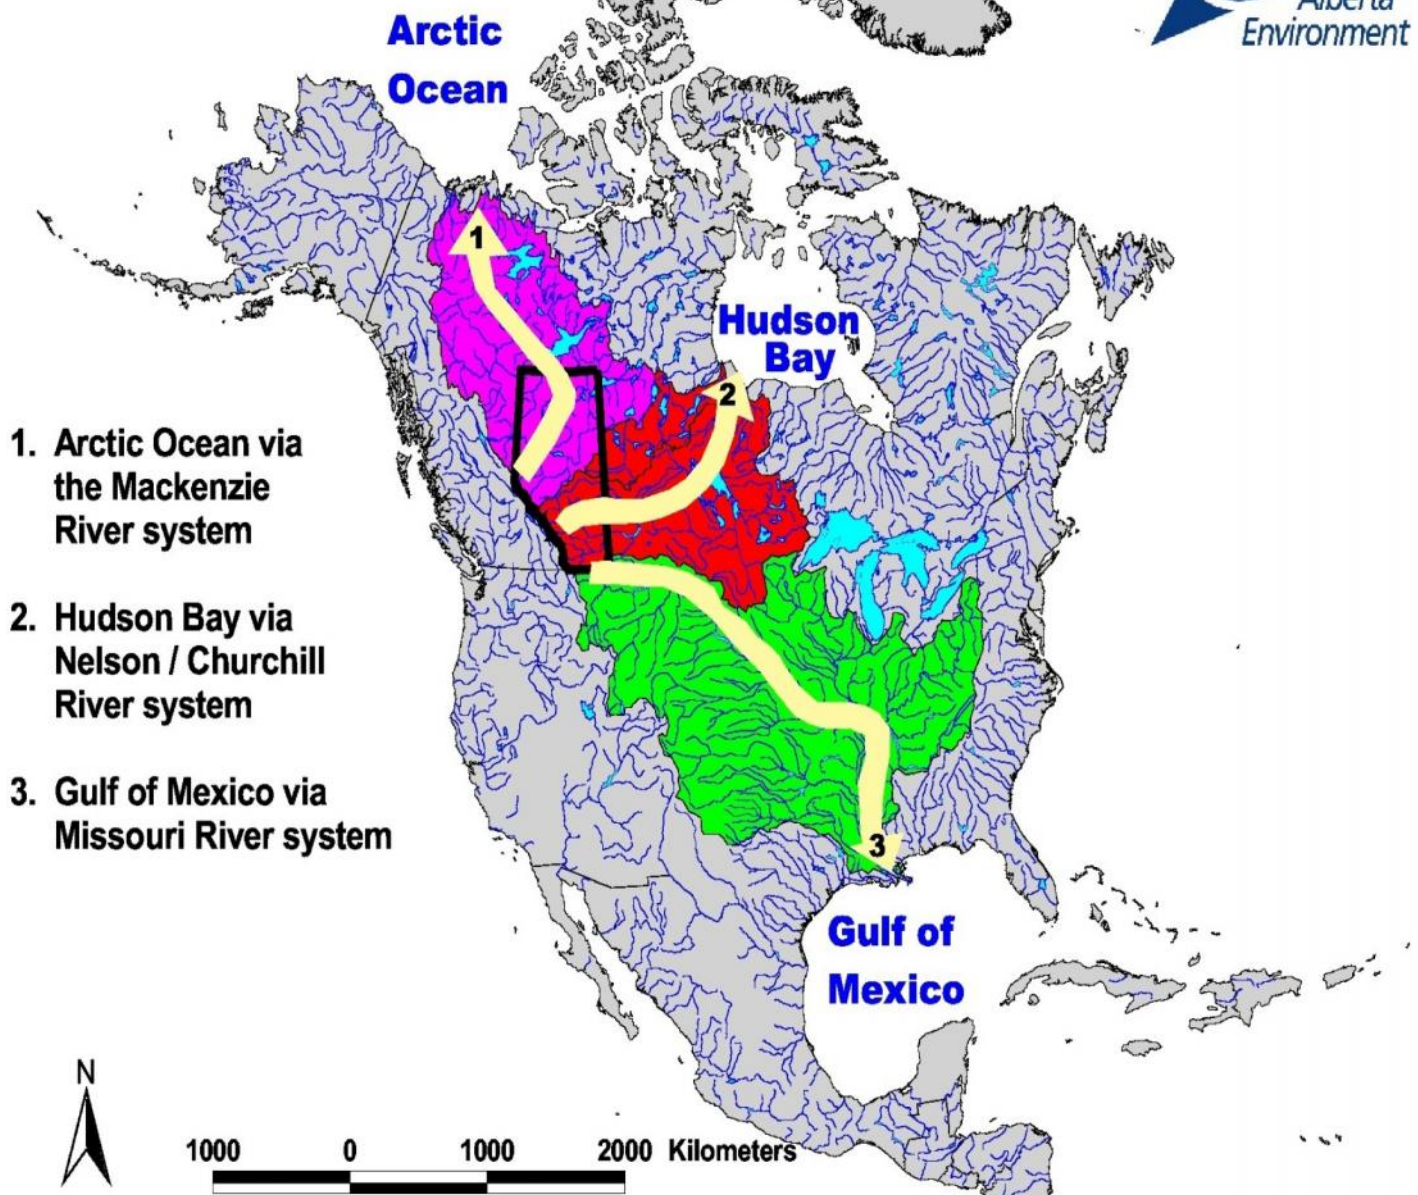 Arctic
Ocean
Alberta
Environment
1
Hudson
Bay
2
1. Arctic Ocean via
the Mackenzie
River system
2. Hudson Bay via
Nelson / Churchill
River system
3. Gulf of Mexico via
Missouri River system
3
Gulf of
Mexico
N
1000 0 1000 2000 Kilometers